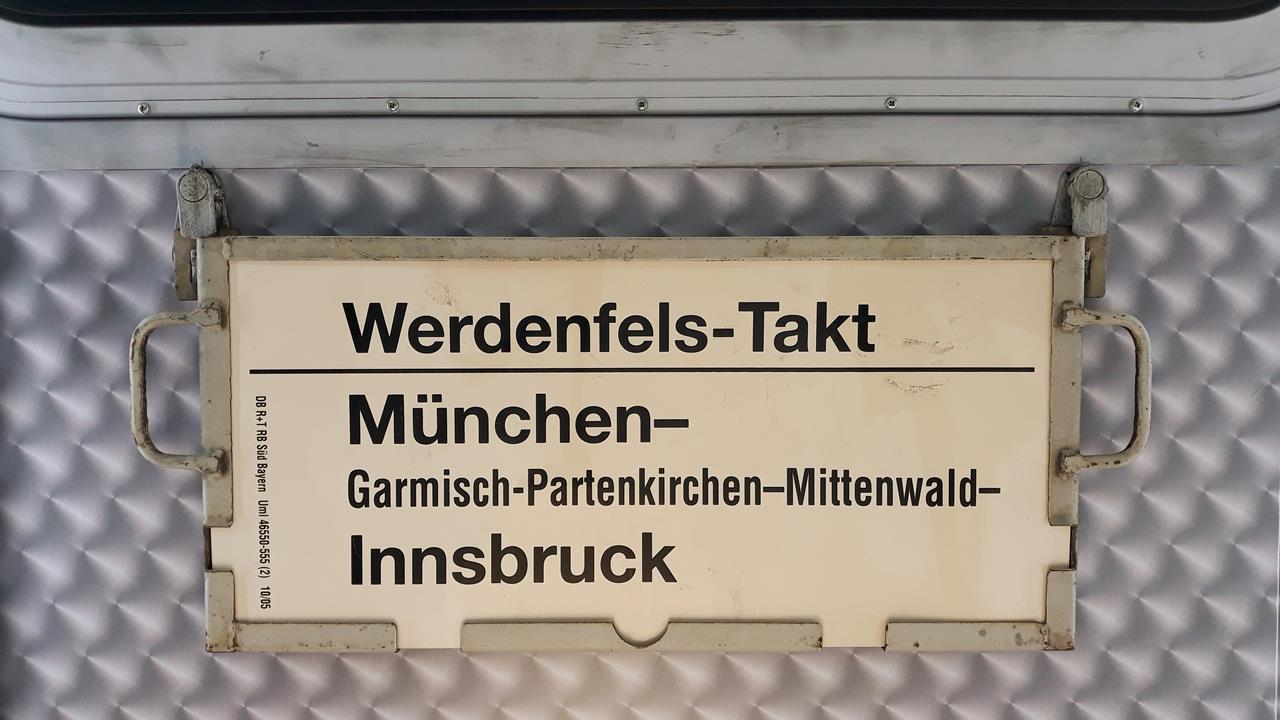 Werdenfels-Takt
München–
Garmisch-Partenkirchen–Mittenwald–
Innsbruck
DB R+T RB Süd Bayern Uml 46550-555 (2) 10/05